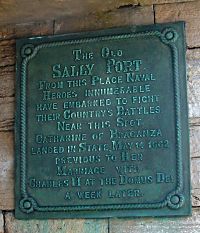 The Old
Sally Port.
From this Place Naval
Heroes innumerable
have embarked to fight
their Country's Battles.
Near this Spot
Catharine of Braganza
landed in State, May 14 1662
previous to Her
Marriage with
Charles II at the Domus Dei
a week later.